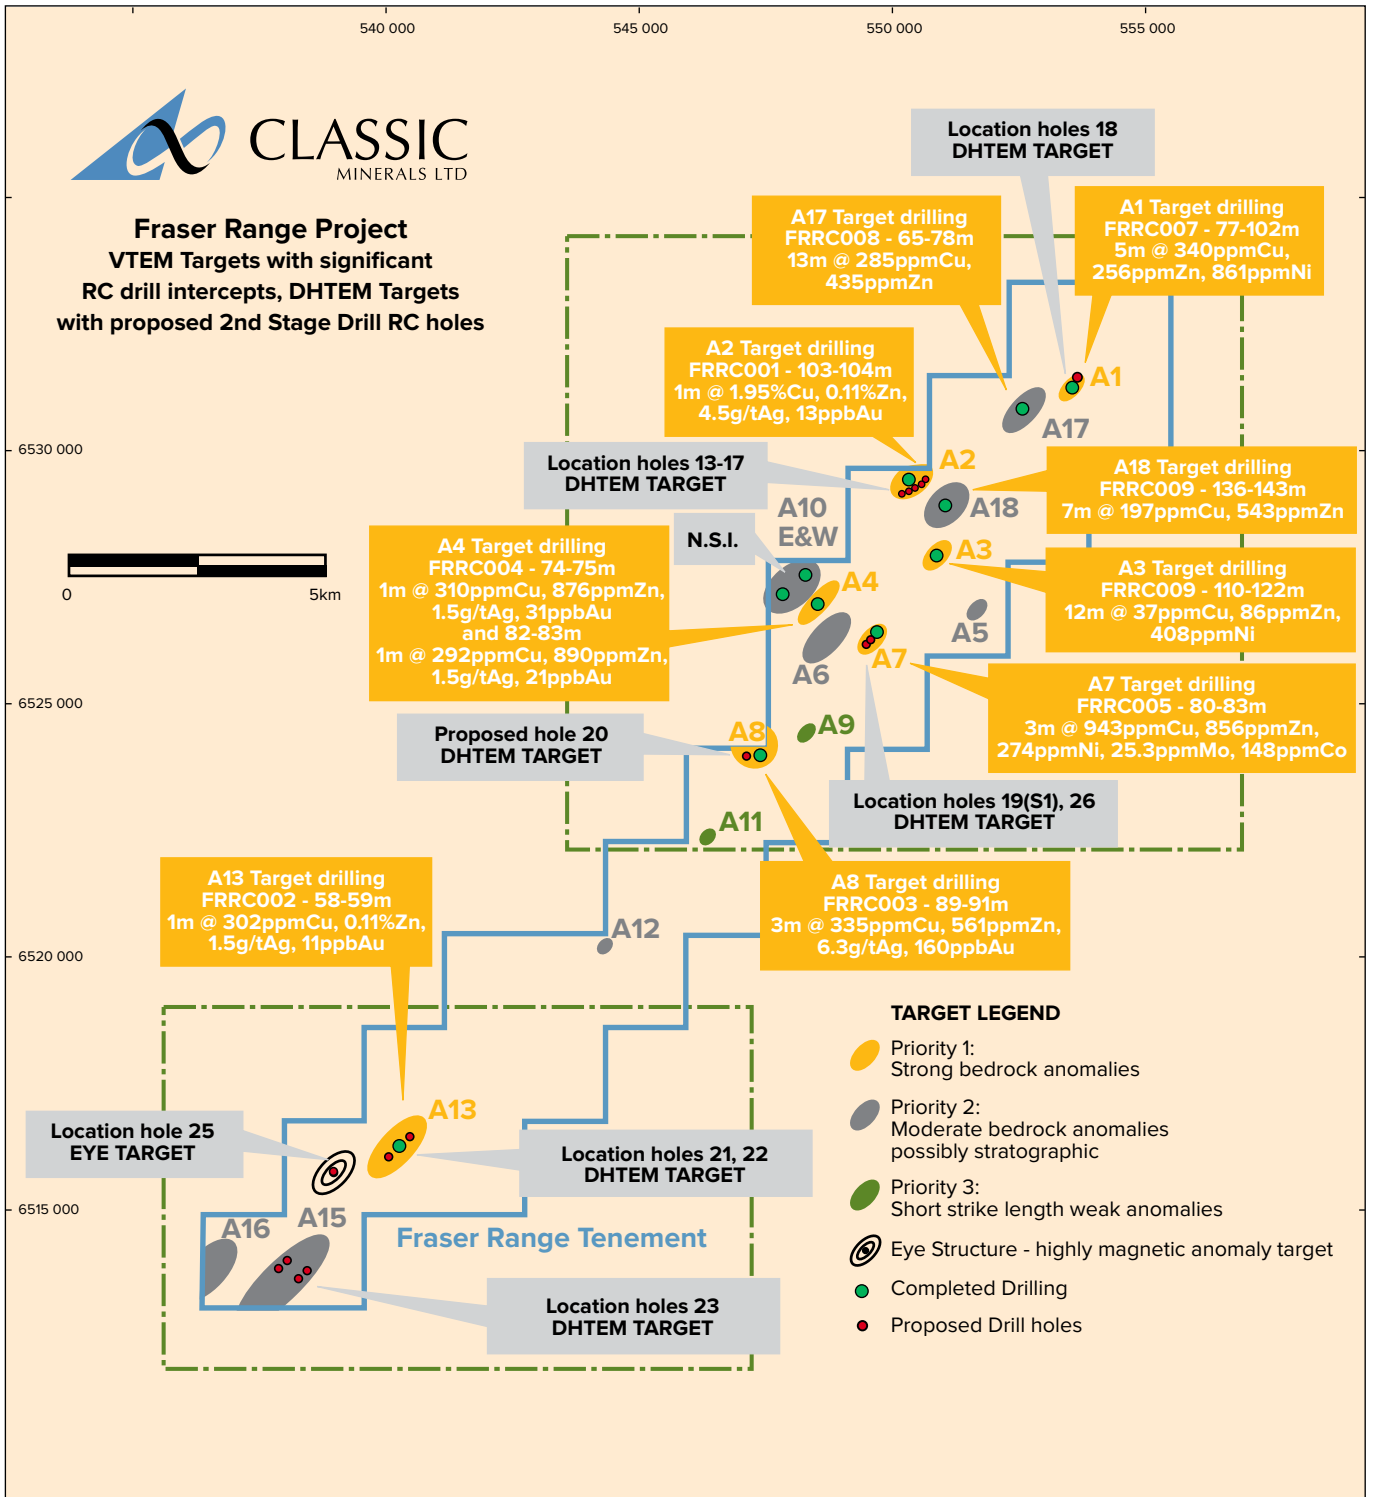 540 000
545 000
550 000
555 000
CLASSIC
MINERALS LTD
Fraser Range Project
VTEM Targets with significant
RC drill intercepts, DHTEM Targets
with proposed 2nd Stage Drill RC holes
Location holes 18
DHTEM TARGET
A17 Target drilling
FRRC008 - 65-78m
13m @ 285ppmCu,
435ppmZn
A1 Target drilling
FRRC007 - 77-102m
5m @ 340ppmCu,
256ppmZn, 861ppmNi
A2 Target drilling
FRRC001 - 103-104m
1m @ 1.95%Cu, 0.11%Zn,
4.5g/tAg, 13ppbAu
A1
A17
6530 000
Location holes 13-17
DHTEM TARGET
A2
A18 Target drilling
FRRC009 - 136-143m
7m @ 197ppmCu, 543ppmZn
A10
E&W
A18
N.S.I.
A4 Target drilling
FRRC004 - 74-75m
1m @ 310ppmCu, 876ppmZn,
1.5g/tAg, 31ppbAu
and 82-83m
1m @ 292ppmCu, 890ppmZn,
1.5g/tAg, 21ppbAu
A3
A3 Target drilling
FRRC009 - 110-122m
12m @ 37ppmCu, 86ppmZn,
408ppmNi
0
5km
A4
A5
A6
A7
A7 Target drilling
FRRC005 - 80-83m
3m @ 943ppmCu, 856ppmZn,
274ppmNi, 25.3ppmMo, 148ppmCo
6525 000
Proposed hole 20
DHTEM TARGET
A8
A9
Location holes 19(S1), 26
DHTEM TARGET
A11
A13 Target drilling
FRRC002 - 58-59m
1m @ 302ppmCu, 0.11%Zn,
1.5g/tAg, 11ppbAu
A8 Target drilling
FRRC003 - 89-91m
3m @ 335ppmCu, 561ppmZn,
6.3g/tAg, 160ppbAu
A12
6520 000
TARGET LEGEND
Priority 1:
Strong bedrock anomalies
Priority 2:
Moderate bedrock anomalies
possibly stratographic
Priority 3:
Short strike length weak anomalies
Eye Structure - highly magnetic anomaly target
Completed Drilling
Proposed Drill holes
A13
Location hole 25
EYE TARGET
Location holes 21, 22
DHTEM TARGET
6515 000
A16
A15
Fraser Range Tenement
Location holes 23
DHTEM TARGET